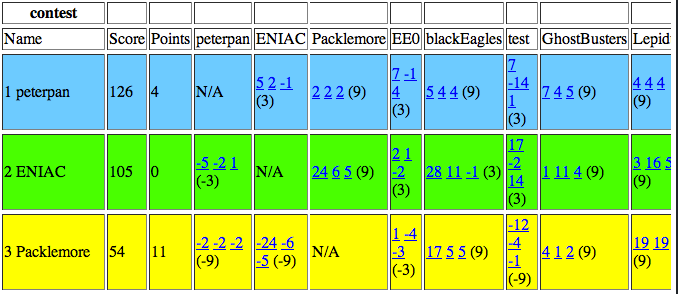 contest
Name Score Points peterpan ENIAC Packlemore EE0 blackEagles test GhostBusters
1 peterpan 126 4 N/A 5 2 -1 (3) 2 2 2 (9) 7 -1 4 (3) 5 4 4 (9) 7 -14 1 (3) 7 4 5 (9) 4 4 4 (9)
2 ENIAC 105 0 -5 -2 1 (-3) N/A 24 6 5 (9) 2 1 -2 (3) 28 11 -1 (3) 17 -2 14 (3) 1 11 4 (9) 3 16 5 (9)
3 Packlemore 54 11 -2 -2 -2 (-9) -24 -6 -5 (-9) N/A 1 -4 -3 (-3) 17 5 5 (9) -12 -4 -1 (-9) 4 1 2 (9) 19 19 (9)